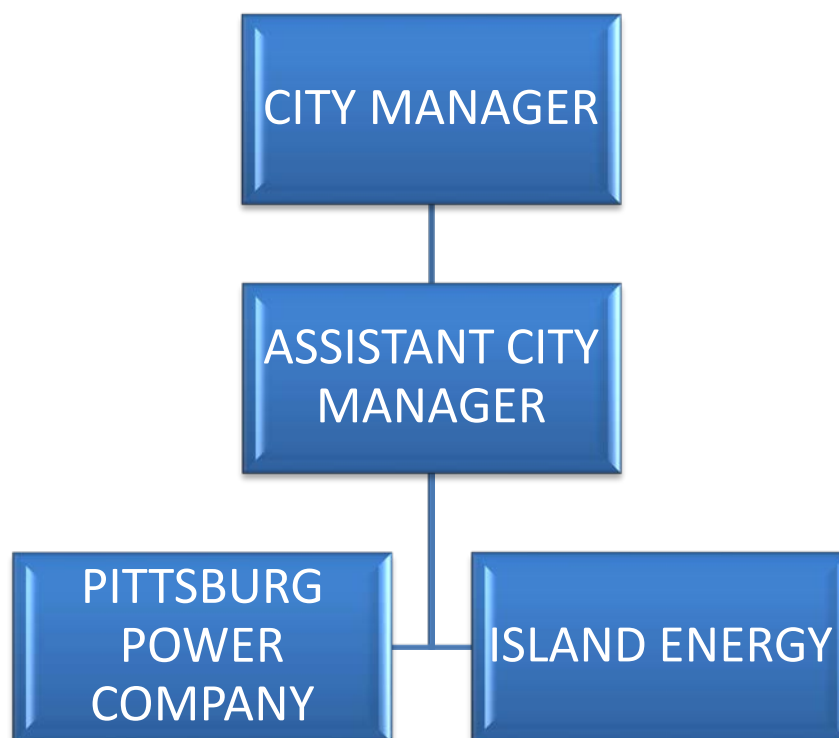 CITY MANAGER
ASSISTANT CITY
MANAGER
PITTSBURG
POWER
COMPANY
ISLAND ENERGY